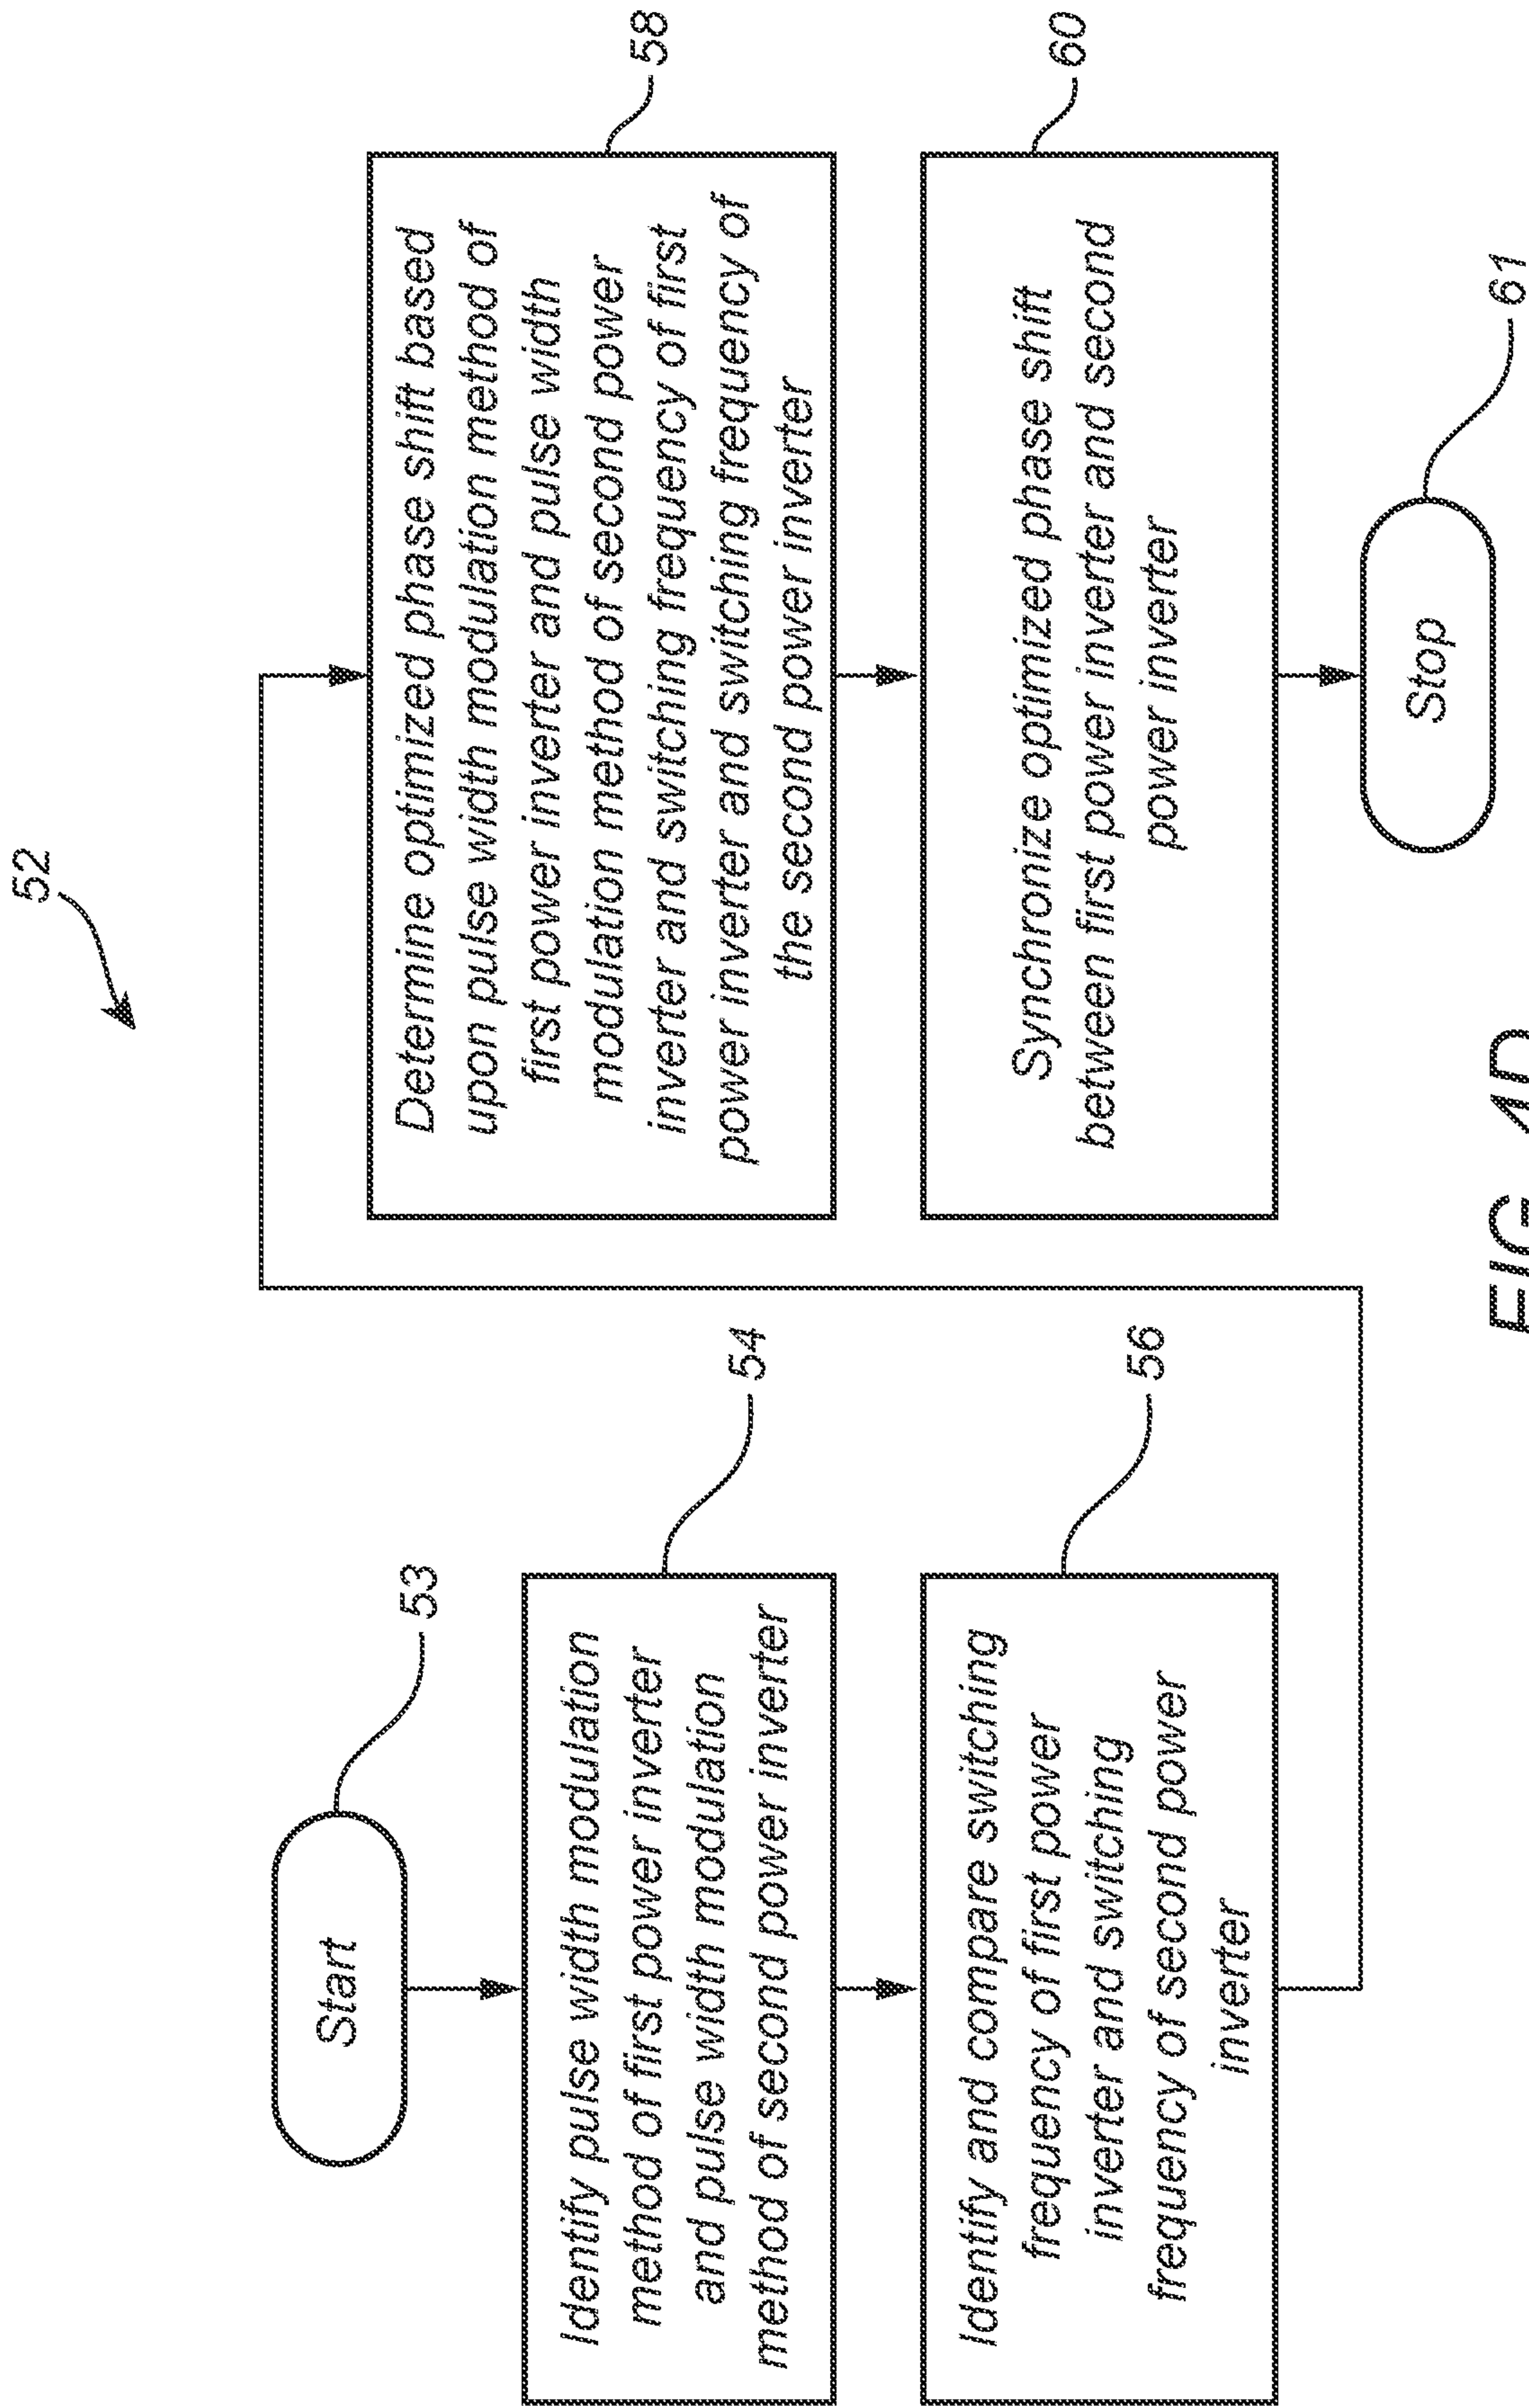 52
Start
53
Identify pulse width modulation
method of first power inverter
and pulse width modulation
method of second power inverter
54
Identify and compare switching
frequency of first power
inverter and switching
frequency of second power
inverter
56
Determine optimized phase shift based
upon pulse width modulation method of
first power inverter and pulse width
modulation method of second power
inverter and switching frequency of first
power inverter and switching frequency of
the second power inverter
58
Synchronize optimized phase shift
between first power inverter and second
power inverter
60
Stop
61
FIG. 4D